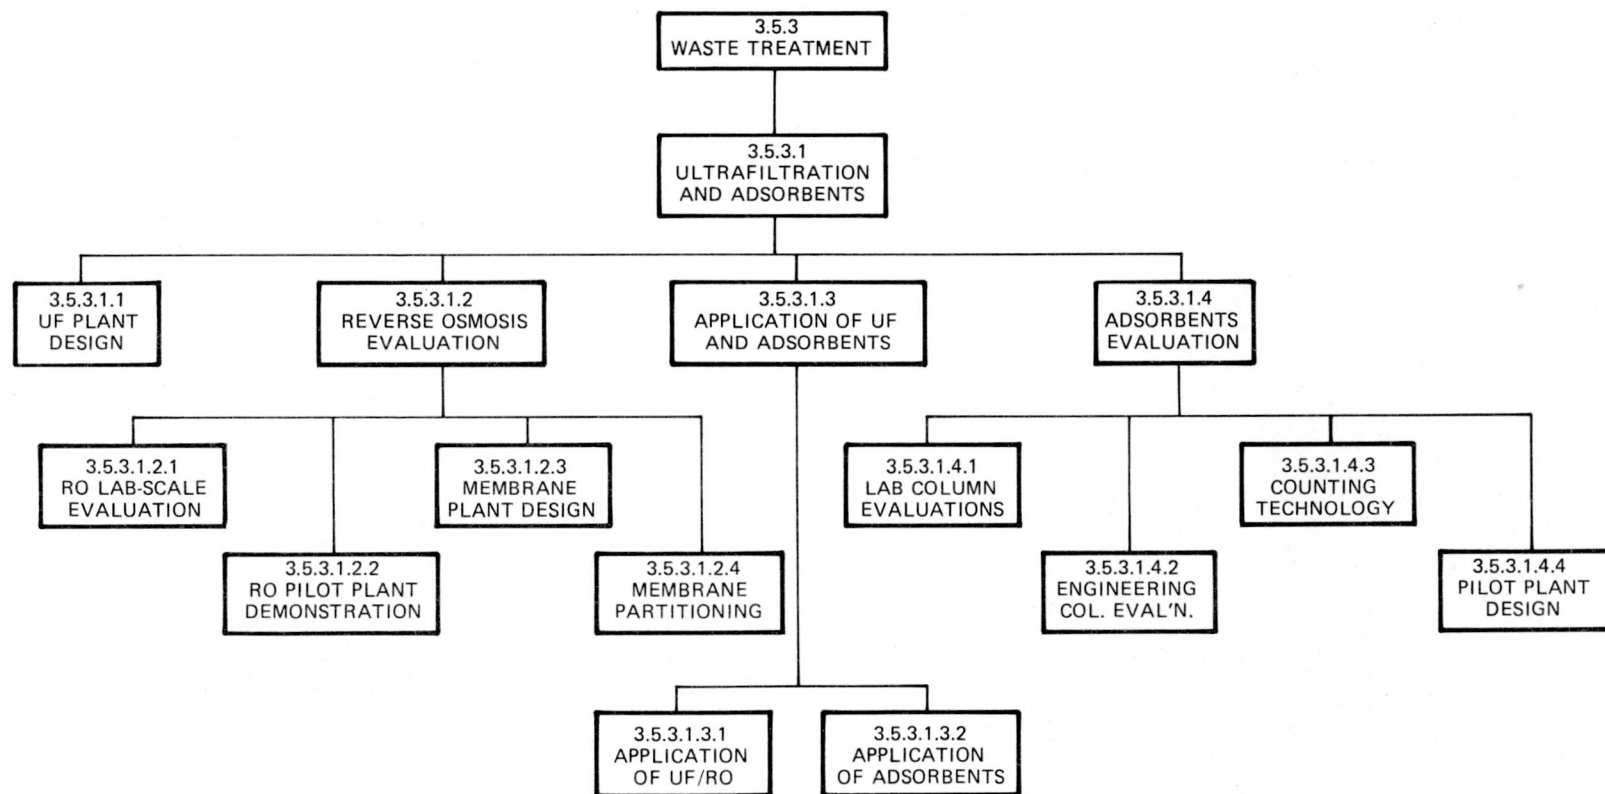 3.5.3
WASTE TREATMENT
3.5.3.1
ULTRAFILTRATION
AND ADSORBENTS
3.5.3.1.1
UF PLANT
DESIGN
3.5.3.1.2
REVERSE OSMOSIS
EVALUATION
3.5.3.1.3
APPLICATION OF UF
AND ADSORBENTS
3.5.3.1.4
ADSORBENTS
EVALUATION
3.5.3.1.2.1
RO LAB-SCALE
EVALUATION
3.5.3.1.2.2
RO PILOT PLANT
DEMONSTRATION
3.5.3.1.2.3
MEMBRANE
PLANT DESIGN
3.5.3.1.2.4
MEMBRANE
PARTITIONING
3.5.3.1.4.1
LAB COLUMN
EVALUATIONS
3.5.3.1.4.2
ENGINEERING
COL. EVAL'N.
3.5.3.1.4.3
COUNTING
TECHNOLOGY
3.5.3.1.4.4
PILOT PLANT
DESIGN
3.5.3.1.3.1
APPLICATION
OF UF/RO
3.5.3.1.3.2
APPLICATION
OF ADSORBENTS